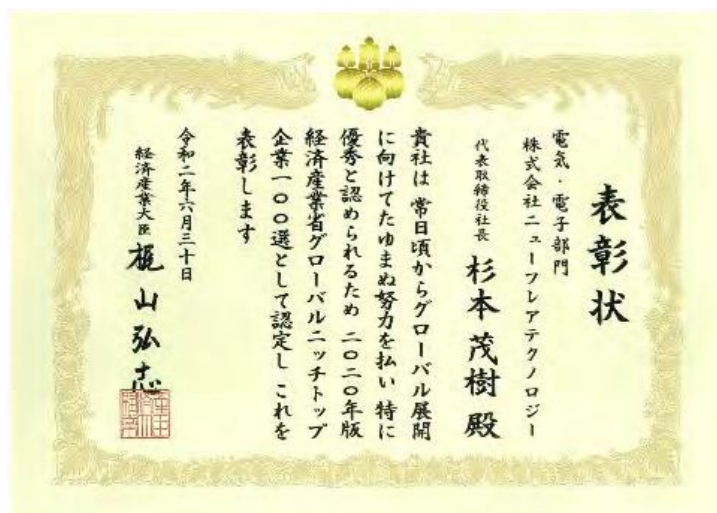 表彰状
電気・電子部門
株式会社ニューフレアテクノロジー
代表取締役社長 杉本茂樹殿
貴社は 常日頃からグローバル展開
に向けてたゆまぬ努力を払い 特に
優秀と認められるため 二〇二〇年版
経済産業省グローバルニッチトップ
企業一〇〇選として認定し これを
表彰します
令和二年六月三十日
経済産業大臣 梶山弘志